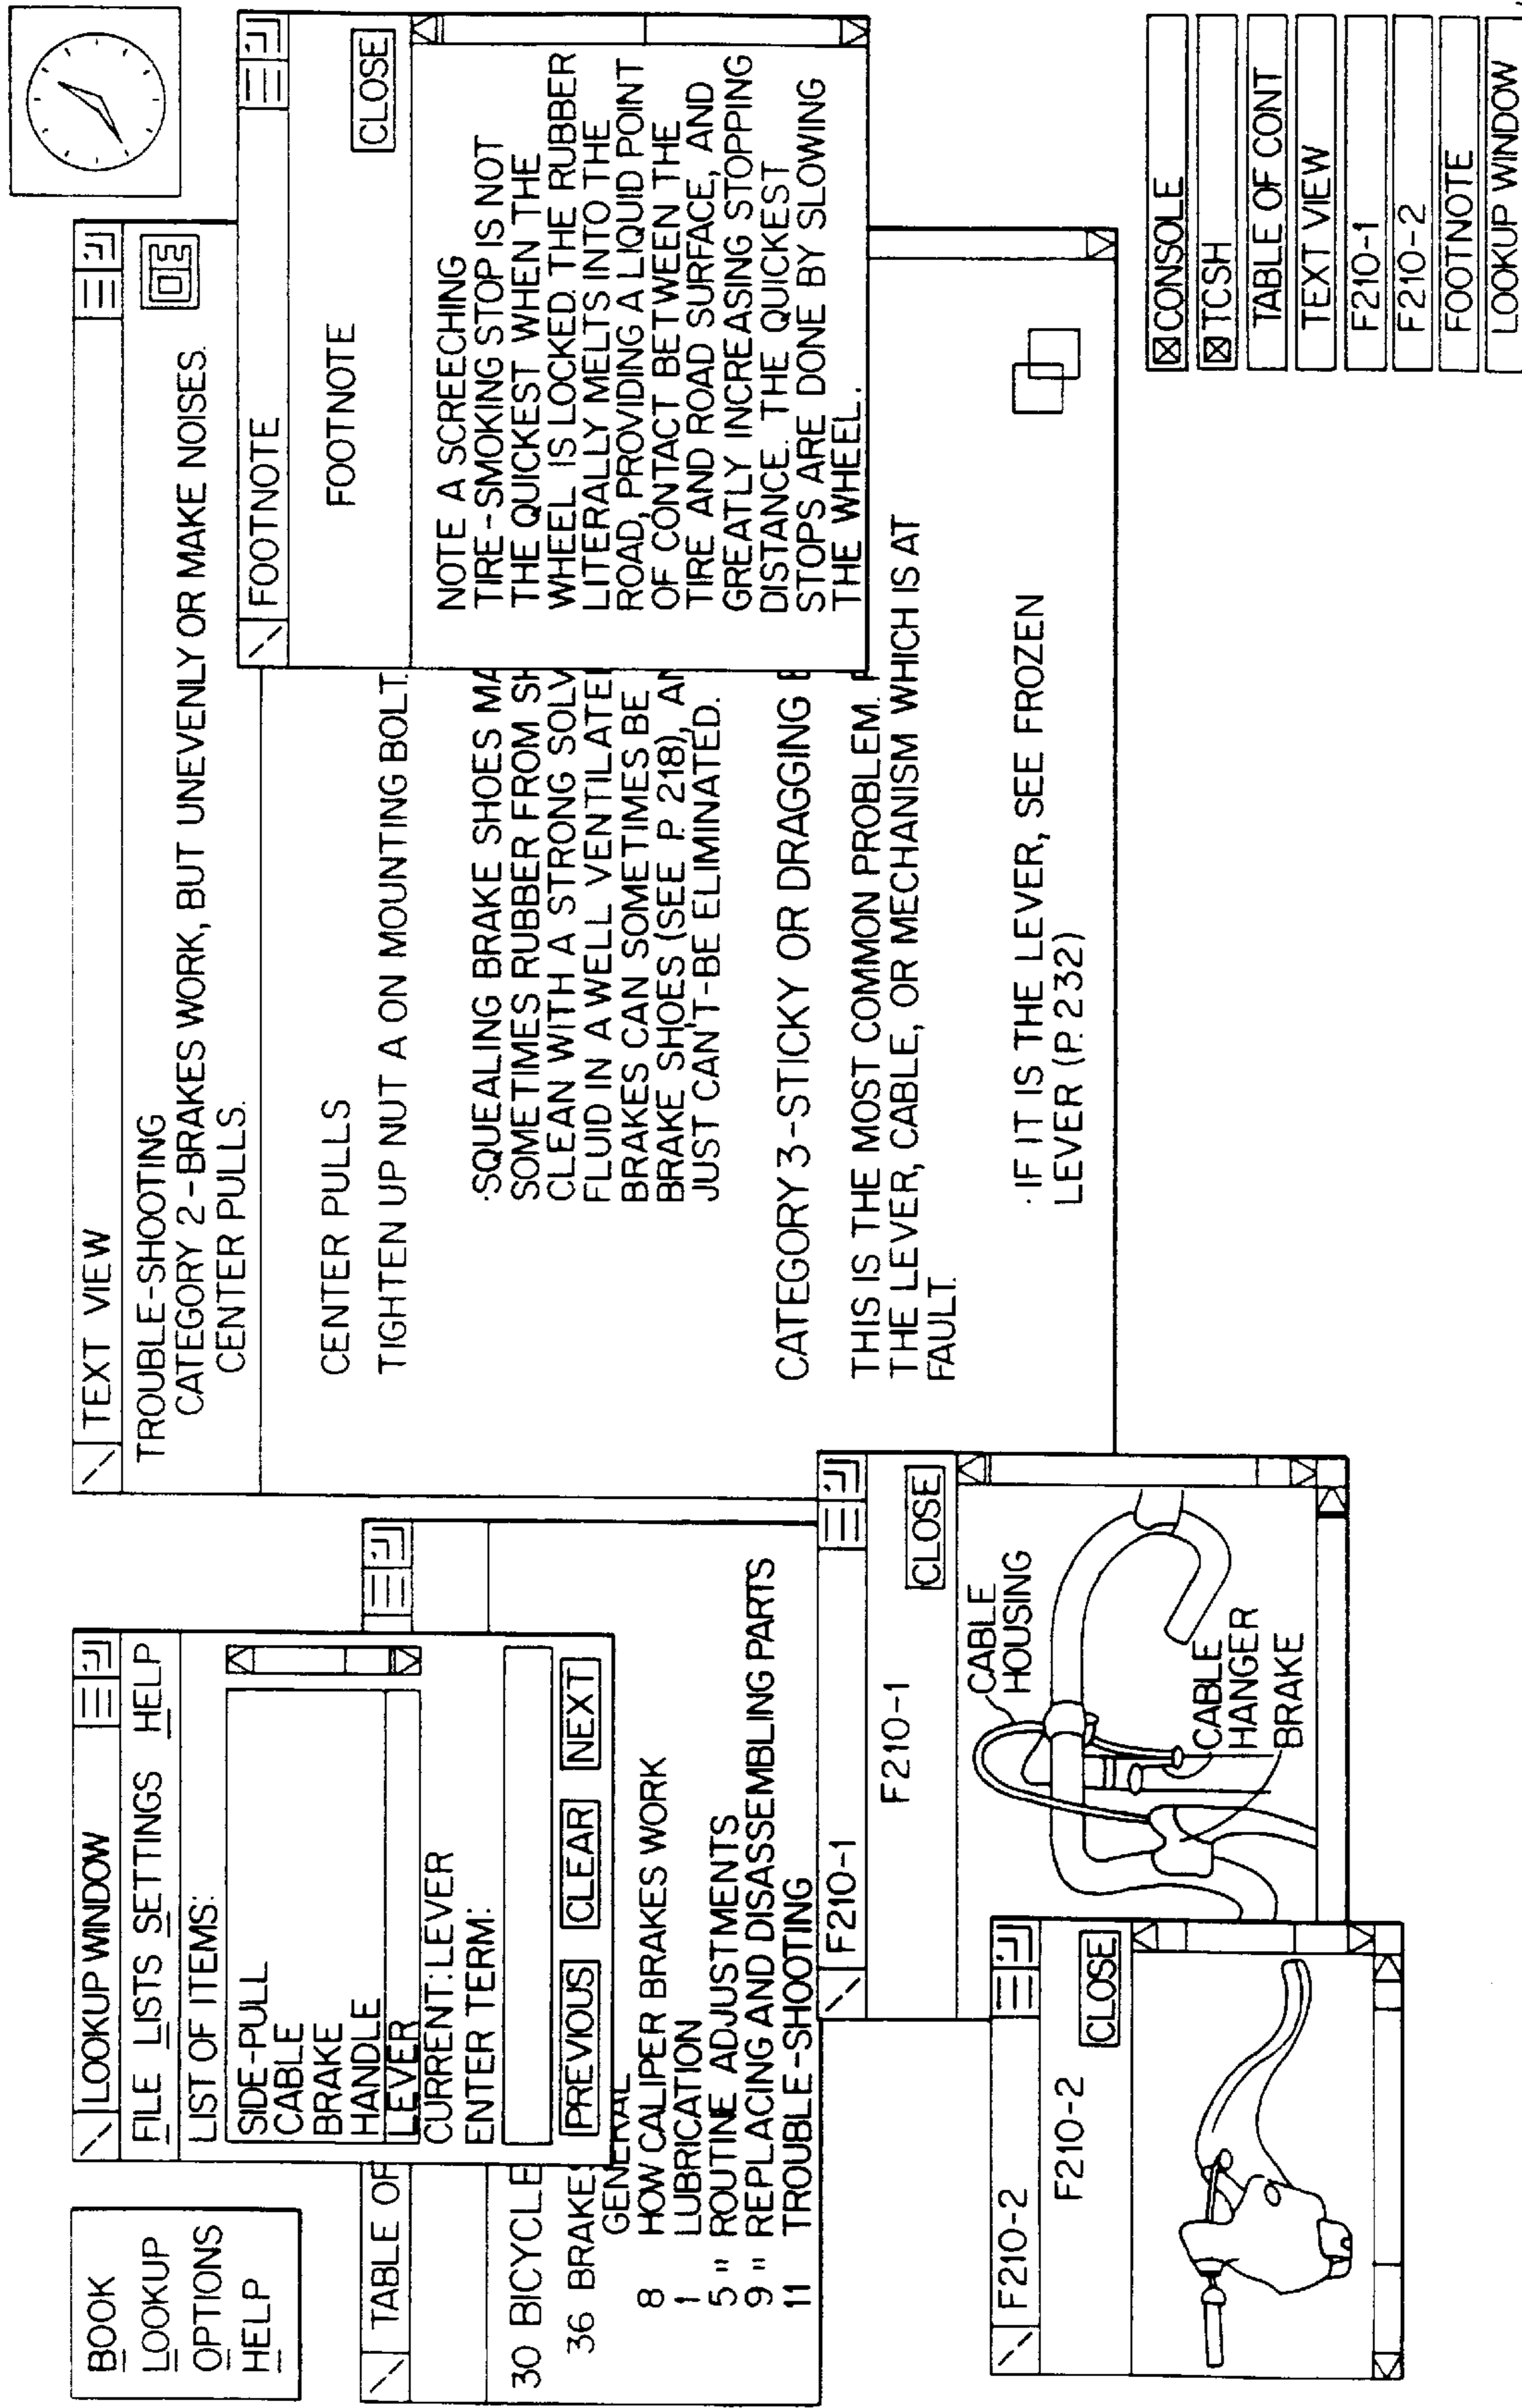 BOOK
LOOKUP
OPTIONS
HELP
LOOKUP WINDOW
FILE LISTS SETTINGS HELP
LIST OF ITEMS:
SIDE-PULL
CABLE
BRAKE
HANDLE
LEVER
CURRENT:LEVER
ENTER TERM:
PREVIOUS CLEAR NEXT
TABLE OF
30 BICYCLE
36 BRAKES
GENERAL
8 HOW CALIPER BRAKES WORK
1 LUBRICATION
5 " ROUTINE ADJUSTMENTS
9 " REPLACING AND DISASSEMBLING PARTS
11 TROUBLE-SHOOTING
TEXT VIEW
TROUBLE-SHOOTING
CATEGORY 2-BRAKES WORK, BUT UNEVENLY OR MAKE NOISES.
CENTER PULLS.
CENTER PULLS
TIGHTEN UP NUT A ON MOUNTING BOLT.
·SQUEALING BRAKE SHOES MA
SOMETIMES RUBBER FROM SH
CLEAN WITH A STRONG SOLV
FLUID IN A WELL VENTILATE
BRAKES CAN SOMETIMES BE
BRAKE SHOES (SEE P. 218), AN
JUST CAN'T-BE ELIMINATED.
CATEGORY 3-STICKY OR DRAGGING
THIS IS THE MOST COMMON PROBLEM.
THE LEVER, CABLE, OR MECHANISM WHICH IS AT
FAULT.
·IF IT IS THE LEVER, SEE FROZEN
LEVER (P.232)
FOOTNOTE
FOOTNOTE
CLOSE
NOTE A SCREECHING
TIRE-SMOKING STOP IS NOT
THE QUICKEST WHEN THE
WHEEL IS LOCKED. THE RUBBER
LITERALLY MELTS INTO THE
ROAD, PROVIDING A LIQUID POINT
OF CONTACT BETWEEN THE
TIRE AND ROAD SURFACE, AND
GREATLY INCREASING STOPPING
DISTANCE. THE QUICKEST
STOPS ARE DONE BY SLOWING
THE WHEEL.
F210-1
F210-1
CLOSE
CABLE
HOUSING
CABLE
HANGER
BRAKE
F210-2
F210-2
CLOSE
CONSOLE
TCSH
TABLE OF CONT
TEXT VIEW
F210-1
F210-2
FOOTNOTE
LOOKUP WINDOW